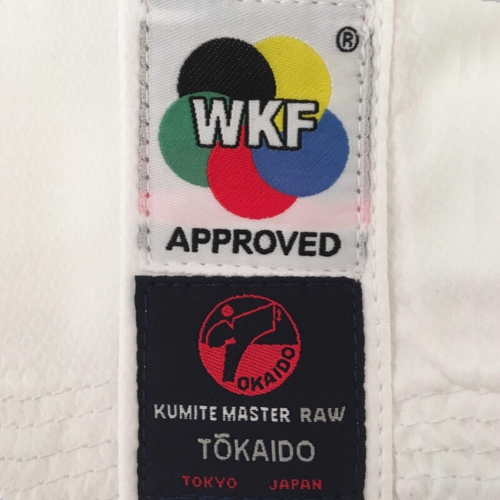 ®
WKF
APPROVED
TOKAIDO
KUMITE MASTER RAW
TŌKAIDO
TOKYO JAPAN